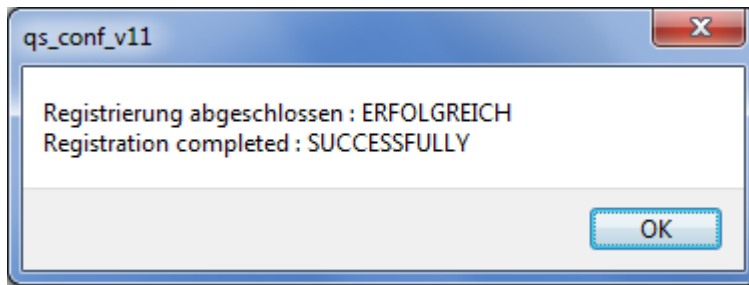 qs_conf_v11
Registrierung abgeschlossen : ERFOLGREICH
Registration completed : SUCCESSFULLY
OK